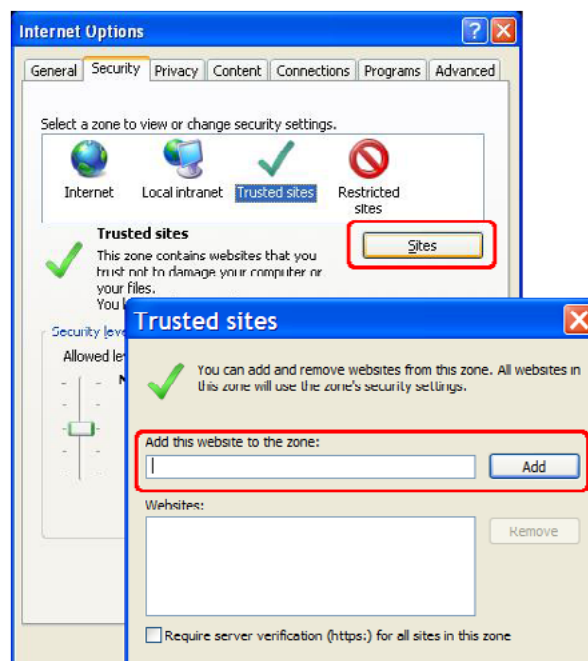 Internet Options
General Security Privacy Content Connections Programs Advanced
Select a zone to view or change security settings.
Internet Local intranet Trusted sites Restricted sites
Trusted sites
Sites
This zone contains websites that you
trust not to damage your computer or
your files.
You
Security
Allowed
Trusted sites
You can add and remove websites from this zone. All websites in
this zone will use the zone's security settings.
Add this website to the zone:
Add
Websites:
Remove
Require server verification (https:) for all sites in this zone